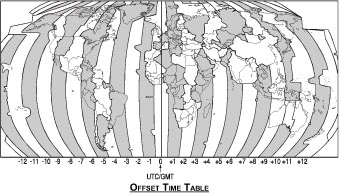 -12 -11 -10 -9 -8 -7 -6 -5 -4 -3 -2 -1 0 +1 +2 +3 +4 +5 +6 +7 +8 +9 +10 +11 +12
UTC/GMT
OFFSET TIME TABLE